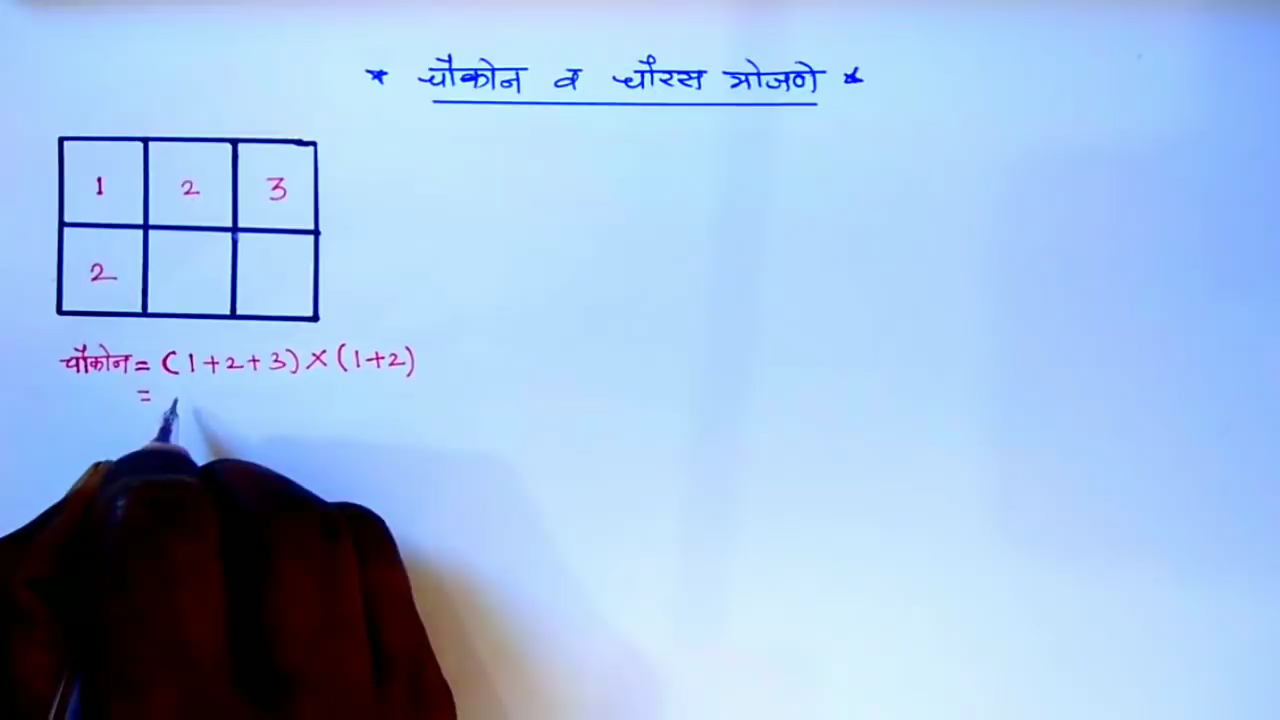 * चौकोन व चौरस मोजणे *
1 2 3
2
चौकोन = (1+2+3) × (1+2)
=